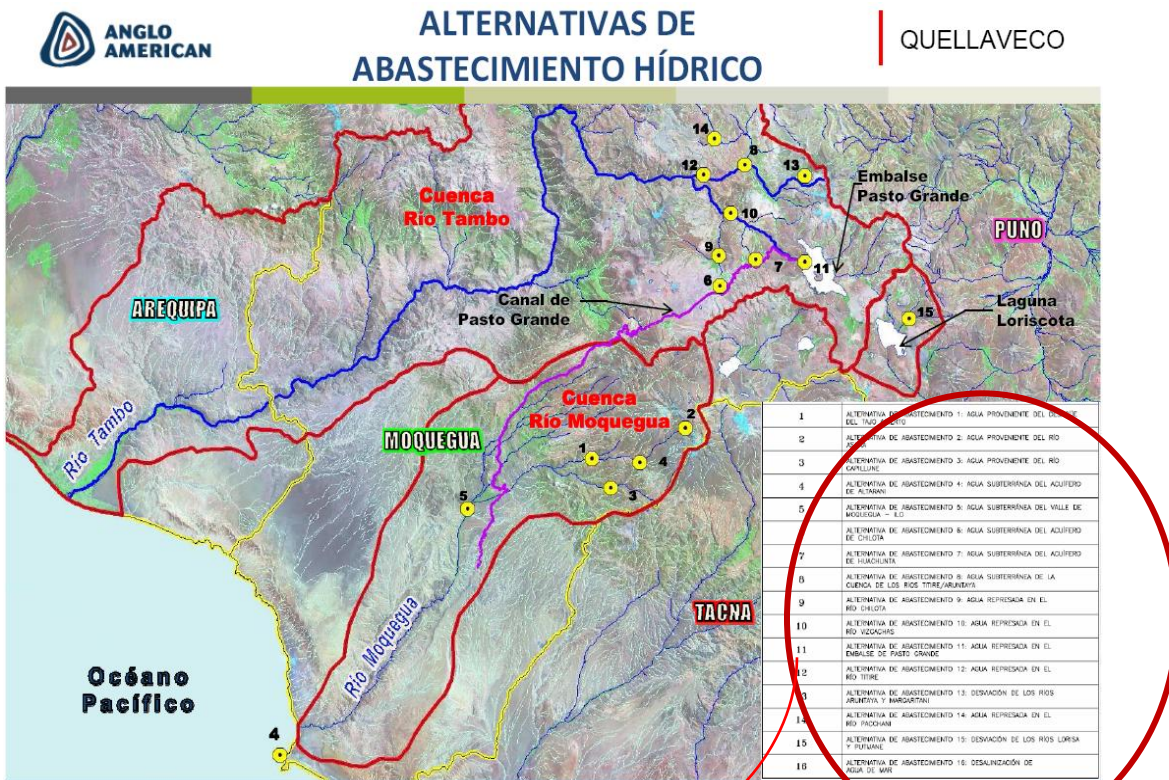 ANGLO
AMERICAN
ALTERNATIVAS DE
ABASTECIMIENTO HÍDRICO
QUELLAVECO
14
8
12
13
Embalse
Pasto Grande
Cuenca
Río Tambo
10
PUNO
9
7
11
6
Canal de
Pasto Grande
Laguna
Loriscota
AREQUIPA
15
Cuenca
Río Moquegua
2
Río Tambo
MOQUEGUA
1
4
3
5
TACNA
Río Moquegua
Océano
Pacífico
4
1 ALTERNATIVA DE ABASTECIMIENTO 1: AGUA PROVENIENTE DEL
DEL TAJO
2 ALTERNATIVA DE ABASTECIMIENTO 2: AGUA PROVENIENTE DEL RÍO
3 ALTERNATIVA DE ABASTECIMIENTO 3: AGUA PROVENIENTE DEL RÍO
CAPILLUNE
4 ALTERNATIVA DE ABASTECIMIENTO 4: AGUA SUBTERRÁNEA DEL ACUÍFERO
DE ALTARANI
5 ALTERNATIVA DE ABASTECIMIENTO 5: AGUA SUBTERRÁNEA DEL VALLE DE
MOQUEGUA – ILO
ALTERNATIVA DE ABASTECIMIENTO 6: AGUA SUBTERRÁNEA DEL ACUÍFERO
DE CHILOTA
7 ALTERNATIVA DE ABASTECIMIENTO 7: AGUA SUBTERRÁNEA DEL ACUÍFERO
DE HUACHUNTA
8 ALTERNATIVA DE ABASTECIMIENTO 8: AGUA SUBTERRÁNEA DE LA
CUENCA DE LOS RIOS TITIRE/ARUNTAYA
9 ALTERNATIVA DE ABASTECIMIENTO 9: AGUA REPRESADA EN EL
RÍO CHILOTA
10 ALTERNATIVA DE ABASTECIMIENTO 10: AGUA REPRESADA EN EL
RÍO VIZCACHAS
11 ALTERNATIVA DE ABASTECIMIENTO 11: AGUA REPRESADA EN EL
EMBALSE DE PASTO GRANDE
12 ALTERNATIVA DE ABASTECIMIENTO 12: AGUA REPRESADA EN EL
RÍO TITIRE
3 ALTERNATIVA DE ABASTECIMIENTO 13: DESVIACIÓN DE LOS RÍOS
ARUNTAYA Y MARGARITANI
14 ALTERNATIVA DE ABASTECIMIENTO 14: AGUA REPRESADA EN EL
RÍO PACCHANI
15 ALTERNATIVA DE ABASTECIMIENTO 15: DESVIACIÓN DE LOS RÍOS LORISA
Y PUTIJANE
16 ALTERNATIVA DE ABASTECIMIENTO 16: DESALINIZACIÓN DE
AGUA DE MAR